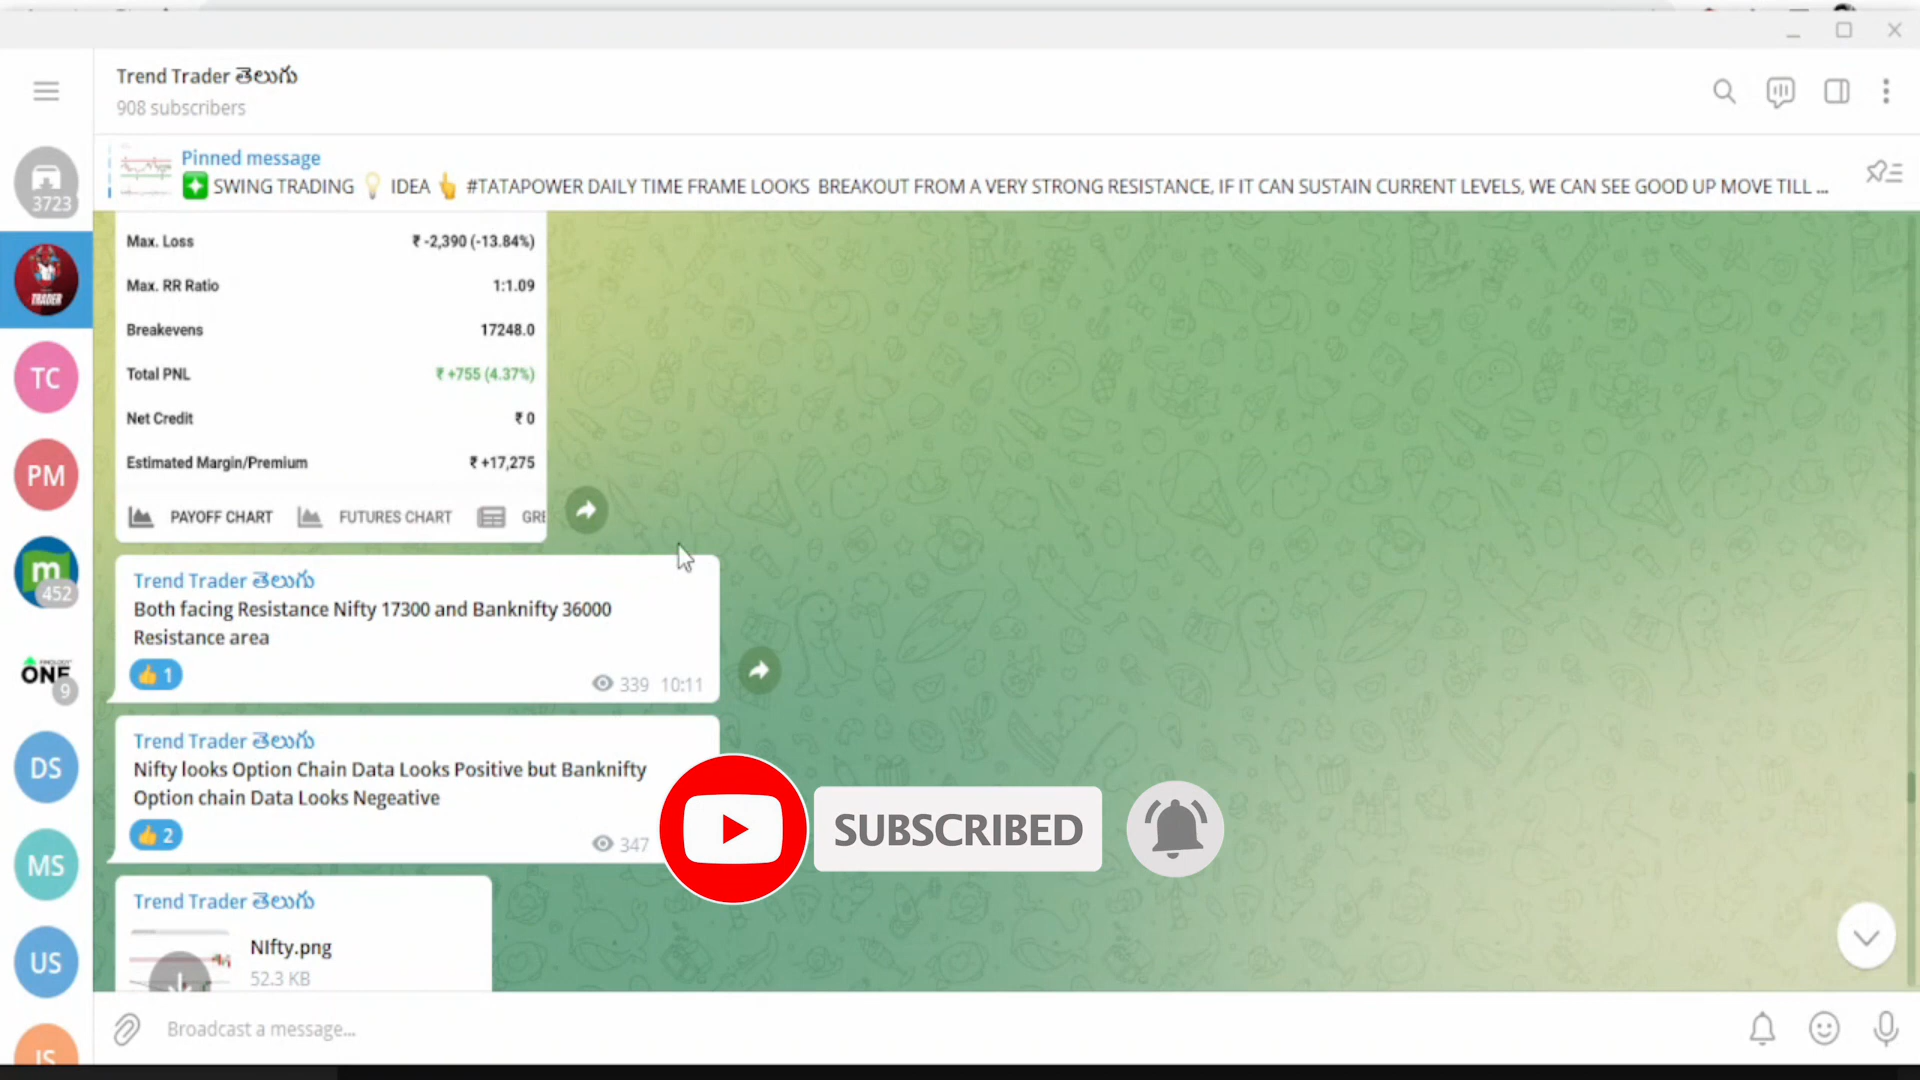 Trend Trader తెలుగు
908 subscribers
Pinned message
SWING TRADING 💡 IDEA 👆 #TATAPOWER DAILY TIME FRAME LOOKS BREAKOUT FROM A VERY STRONG RESISTANCE, IF IT CAN SUSTAIN CURRENT LEVELS, WE CAN SEE GOOD UP MOVE TILL ...
3723
TRADER
TC
PM
m
452
ONE
9
DS
MS
US
IS
Max. Loss ₹ -2,390 (-13.84%)
Max. RR Ratio 1:1.09
Breakevens 17248.0
Total PNL ₹ +755 (4.37%)
Net Credit ₹ 0
Estimated Margin/Premium ₹ +17,275
PAYOFF CHART FUTURES CHART GRE
Trend Trader తెలుగు
Both facing Resistance Nifty 17300 and Banknifty 36000
Resistance area
👍 1
339 10:11
Trend Trader తెలుగు
Nifty looks Option Chain Data Looks Positive but Banknifty
Option chain Data Looks Negeative
👍 2
347
SUBSCRIBED
Trend Trader తెలుగు
NIfty.png
52.3 KB
Broadcast a message...